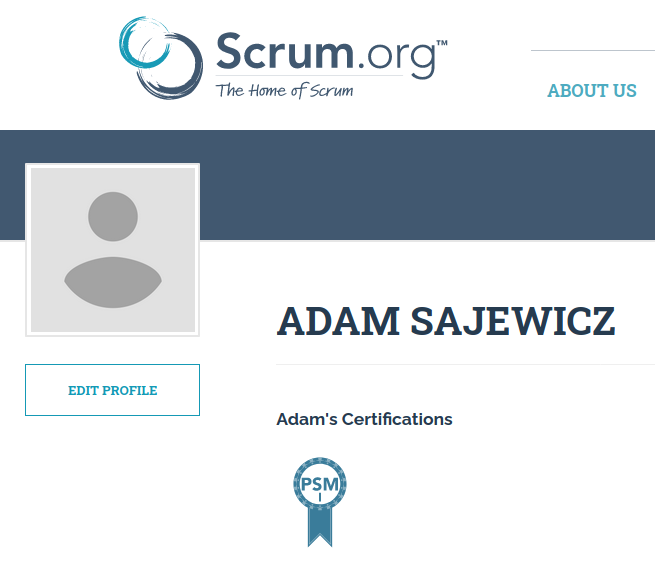 Scrum.org™
The Home of Scrum
ABOUT US
ADAM SAJEWICZ
EDIT PROFILE
Adam's Certifications
PSM
I